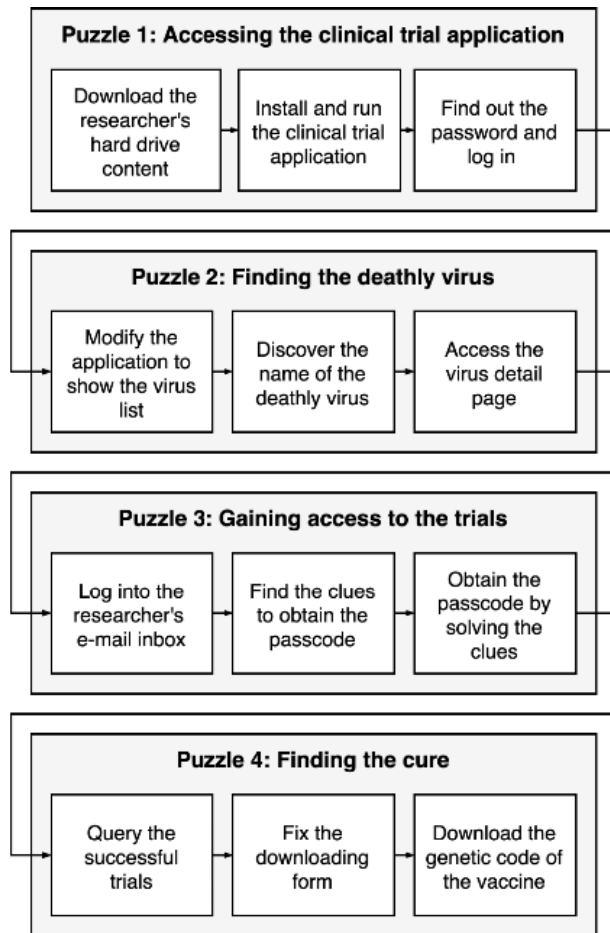 Puzzle 1: Accessing the clinical trial application
Download the
researcher's
hard drive
content
Install and run
the clinical trial
application
Find out the
password and
log in
Puzzle 2: Finding the deathly virus
Modify the
application to
show the virus
list
Discover the
name of the
deathly virus
Access the
virus detail
page
Puzzle 3: Gaining access to the trials
Log into the
researcher's
e-mail inbox
Find the clues
to obtain the
passcode
Obtain the
passcode by
solving the
clues
Puzzle 4: Finding the cure
Query the
successful
trials
Fix the
downloading
form
Download the
genetic code of
the vaccine